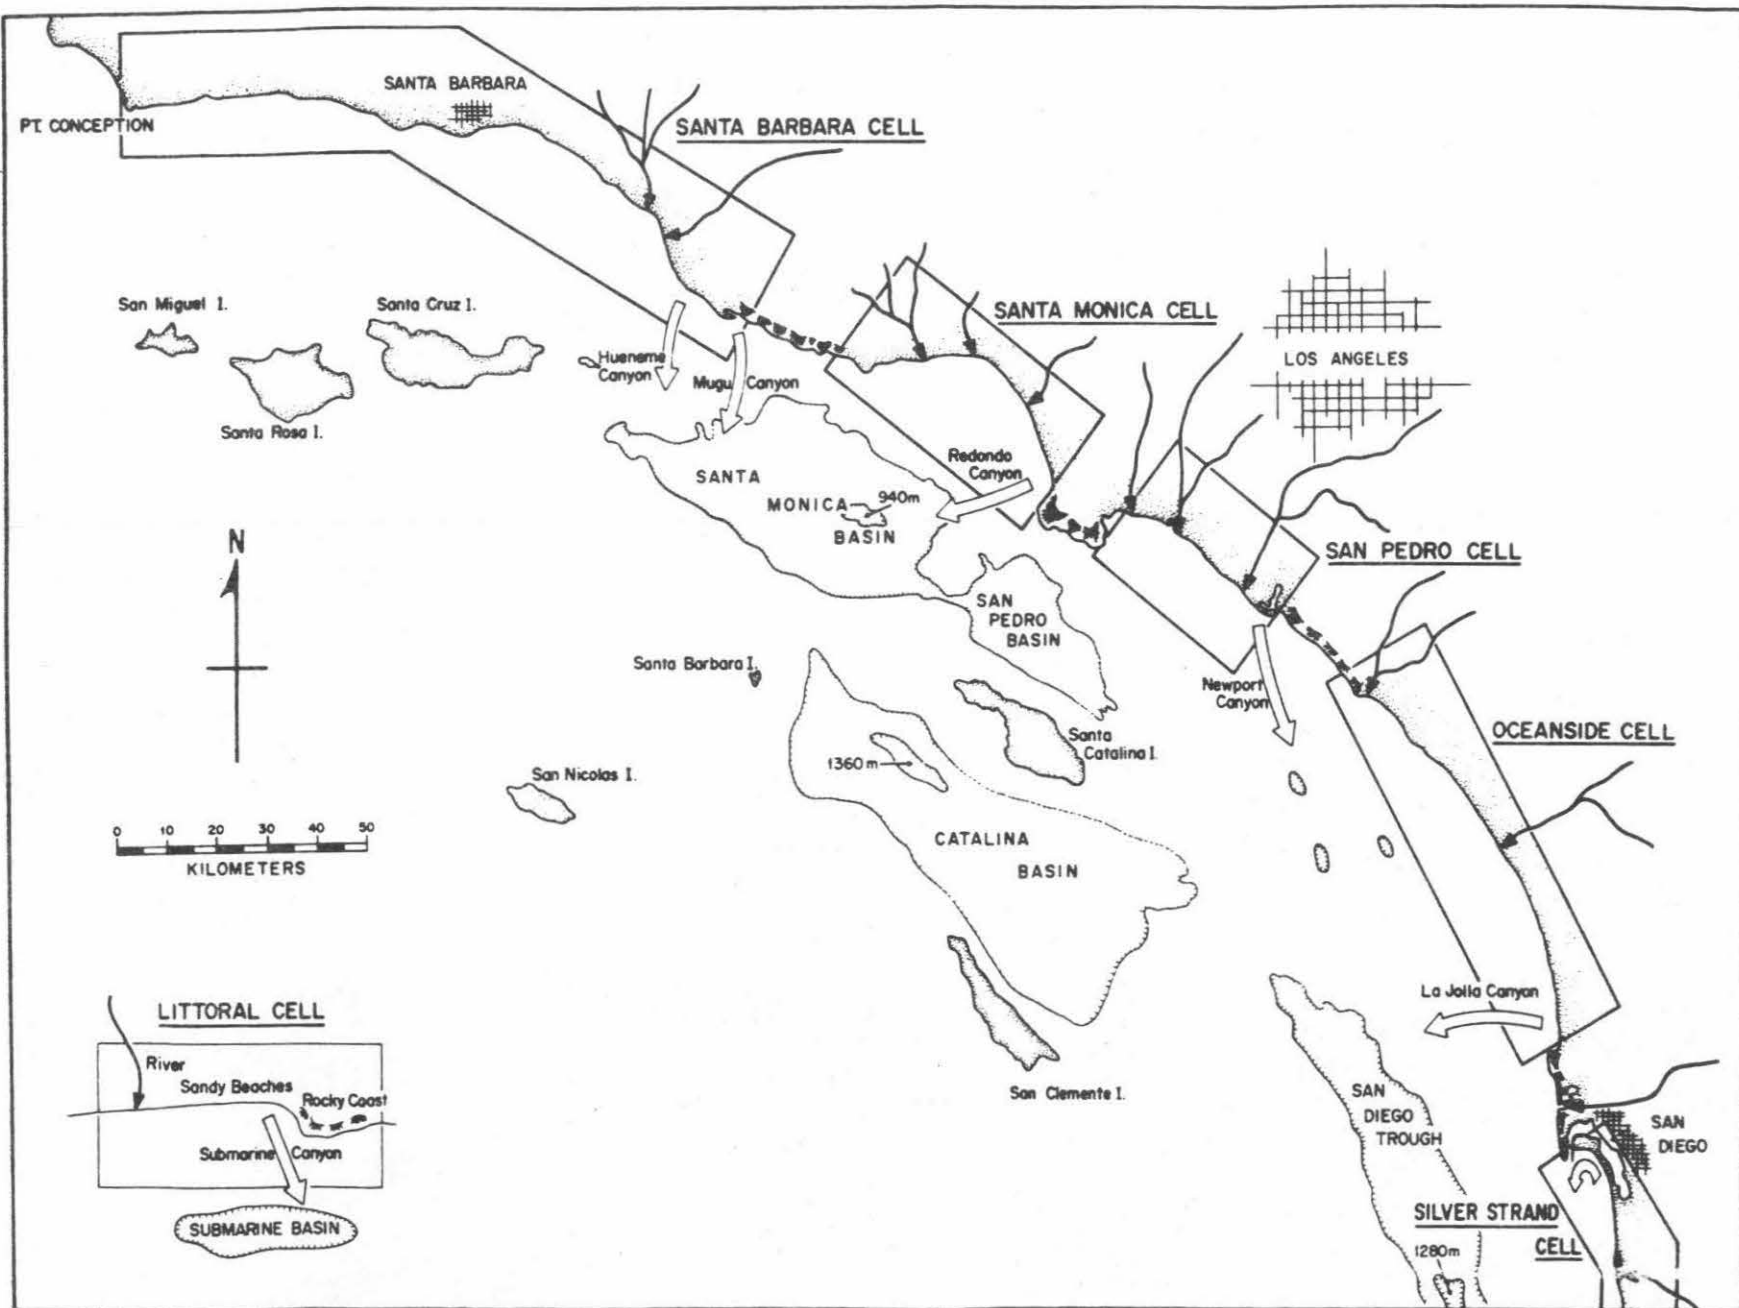 SANTA BARBARA
PT. CONCEPTION
SANTA BARBARA CELL
San Miguel I.
Santa Cruz I.
Santa Rosa I.
Hueneme
Canyon
Mugu Canyon
SANTA MONICA CELL
LOS ANGELES
Redondo
Canyon
SANTA
MONICA
BASIN
940m
SAN PEDRO CELL
SAN
PEDRO
BASIN
N
Santa Barbara I.
Newport
Canyon
Santa
Catalina I.
OCEANSIDE CELL
1360m
San Nicolas I.
0 10 20 30 40 50
KILOMETERS
CATALINA
BASIN
La Jolla Canyon
San Clemente I.
SAN
DIEGO
TROUGH
SAN
DIEGO
SILVER STRAND
CELL
1280m
LITTORAL CELL
River
Sandy Beaches
Rocky Coast
Submarine Canyon
SUBMARINE BASIN